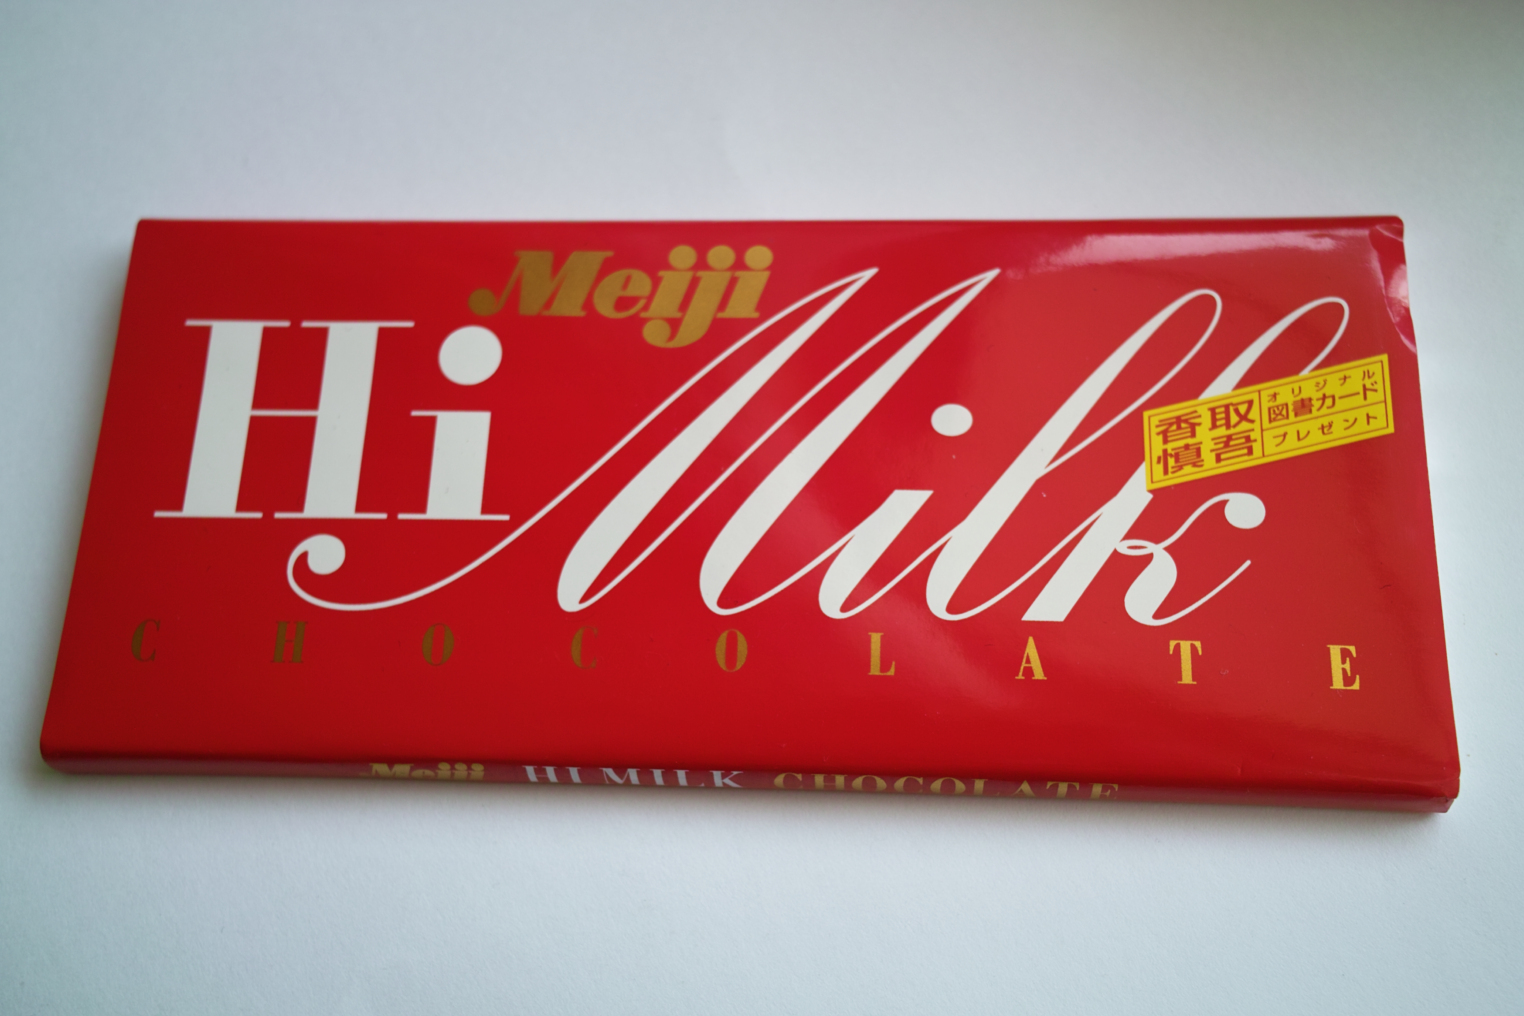 Meiji
Hi Milk
CHOCOLATE
香取
慎吾
オリジナル
図書カード
プレゼント
Meiji HI MILK CHOCOLATE